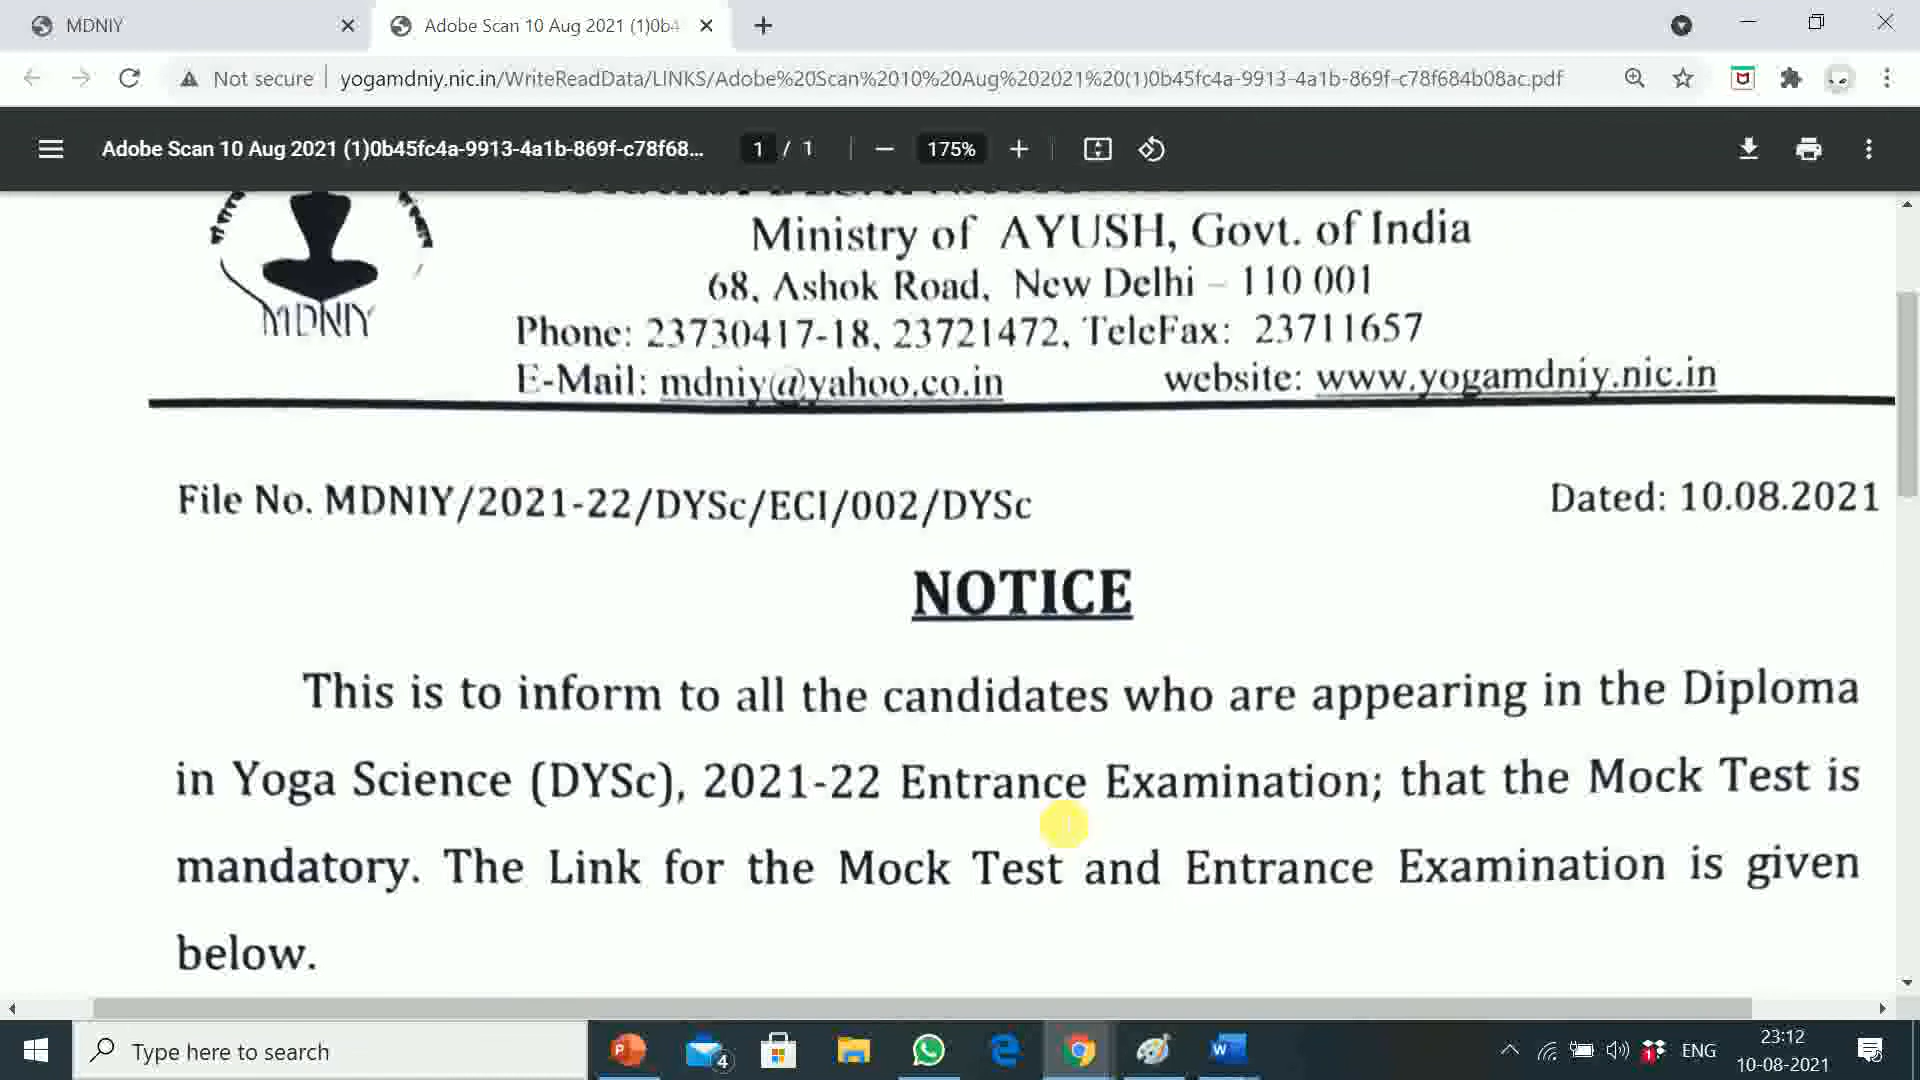 MDNIY
Adobe Scan 10 Aug 2021 (1)0b4
Not secure
yogamdniy.nic.in/WriteReadData/LINKS/Adobe%20Scan%2010%20Aug%202021%20(1)0b45fc4a-9913-4a1b-869f-c78f684b08ac.pdf
Adobe Scan 10 Aug 2021 (1)0b45fc4a-9913-4a1b-869f-c78f68...
1 / 1
175%
Ministry of AYUSH, Govt. of India
68, Ashok Road, New Delhi – 110 001
MDNIY
Phone: 23730417-18, 23721472, TeleFax: 23711657
E-Mail: mdniy@yahoo.co.in website: www.yogamdniy.nic.in
File No. MDNIY/2021-22/DYSc/ECI/002/DYSc
Dated: 10.08.2021
NOTICE
This is to inform to all the candidates who are appearing in the Diploma
in Yoga Science (DYSc), 2021-22 Entrance Examination; that the Mock Test is
mandatory. The Link for the Mock Test and Entrance Examination is given
below.
Type here to search
4
1
ENG
23:12
10-08-2021